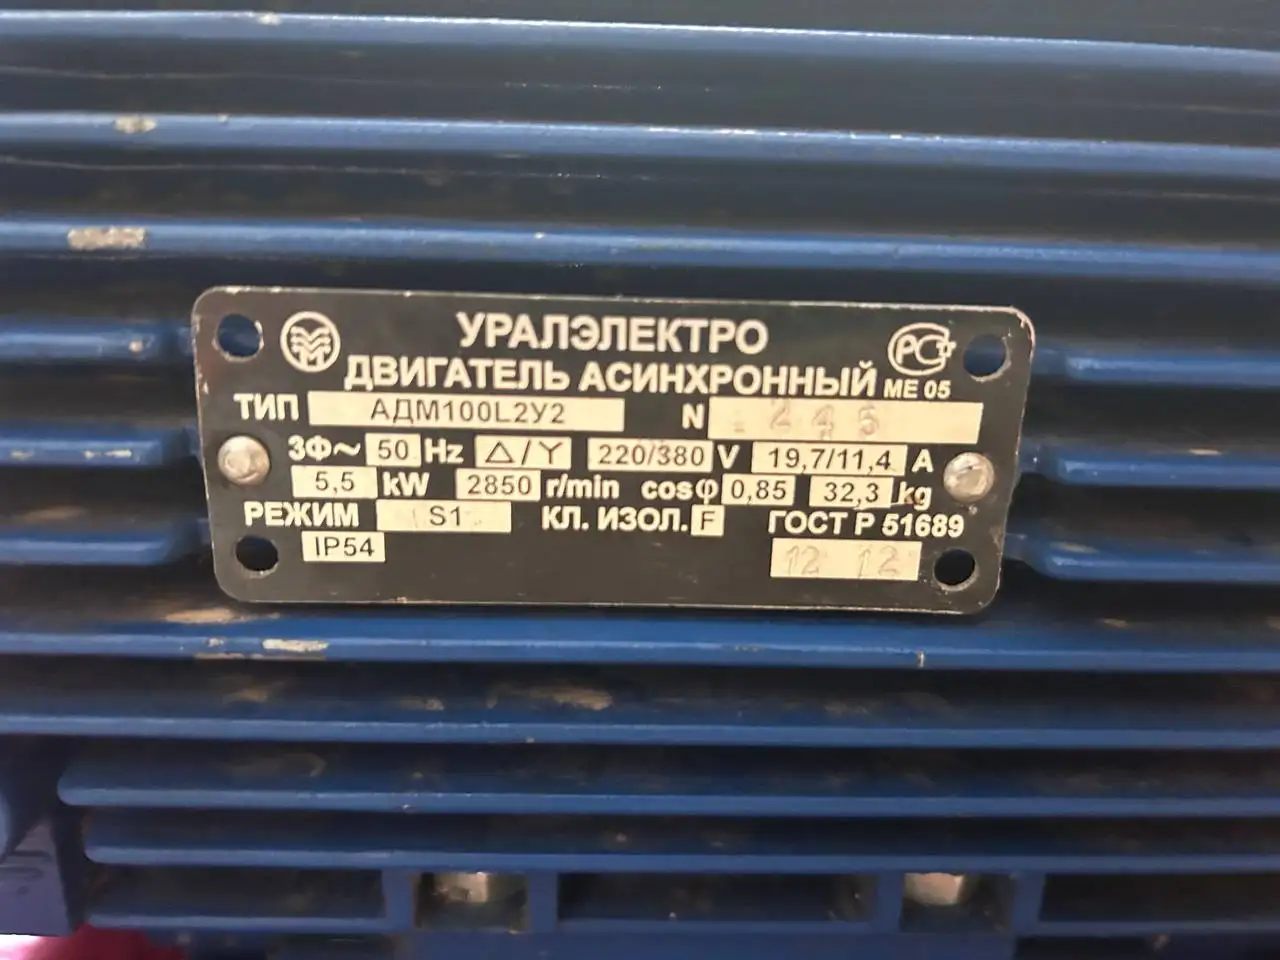 УРАЛЭЛЕКТРО
ДВИГАТЕЛЬ АСИНХРОННЫЙ МЕ 05
ТИП АДМ100L2У2 N 245
3Ф~ 50 Hz △/Y 220/380 V 19,7/11,4 A
5,5 kW 2850 r/min cosφ 0,85 32,3 kg
РЕЖИМ S1 КЛ. ИЗОЛ. F ГОСТ Р 51689
IP54 12 12